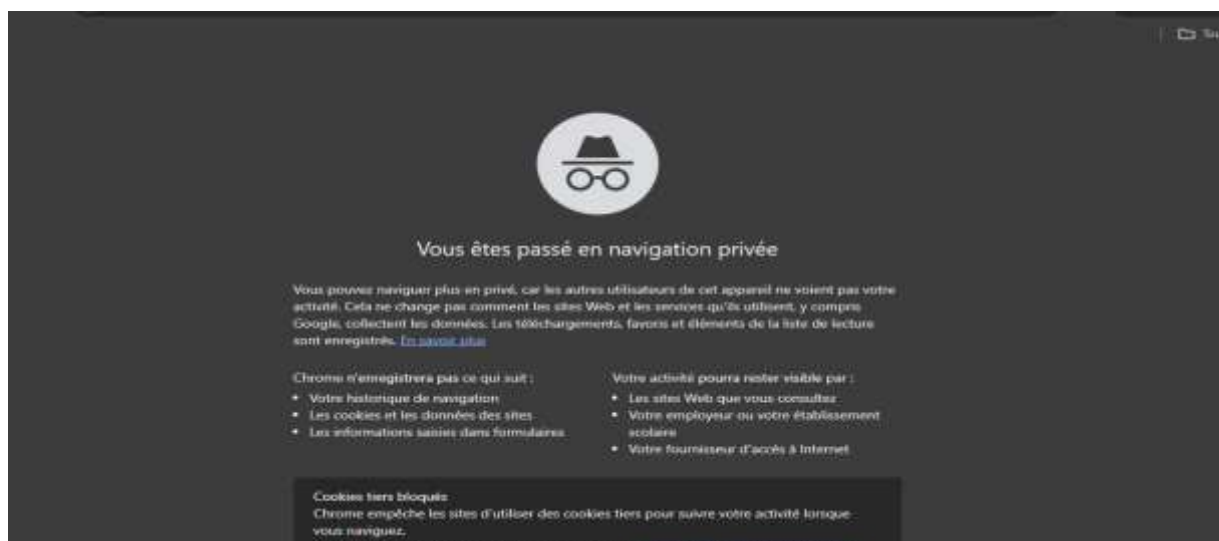 Tou
Vous êtes passé en navigation privée
Vous pouvez naviguer plus en privé, car les autres utilisateurs de cet appareil ne voient pas votre
activité. Cela ne change pas comment les sites Web et les services qu'ils utilisent, y compris
Google, collectent les données. Les téléchargements, favoris et éléments de la liste de lecture
sont enregistrés. En savoir plus
Chrome n'enregistrera pas ce qui suit :
• Votre historique de navigation
• Les cookies et les données des sites
• Les informations saisies dans formulaires
Votre activité pourra rester visible par :
• Les sites Web que vous consultez
• Votre employeur ou votre établissement
scolaire
• Votre fournisseur d'accès à Internet
Cookies tiers bloqués
Chrome empêche les sites d'utiliser des cookies tiers pour suivre votre activité lorsque
vous naviguez.